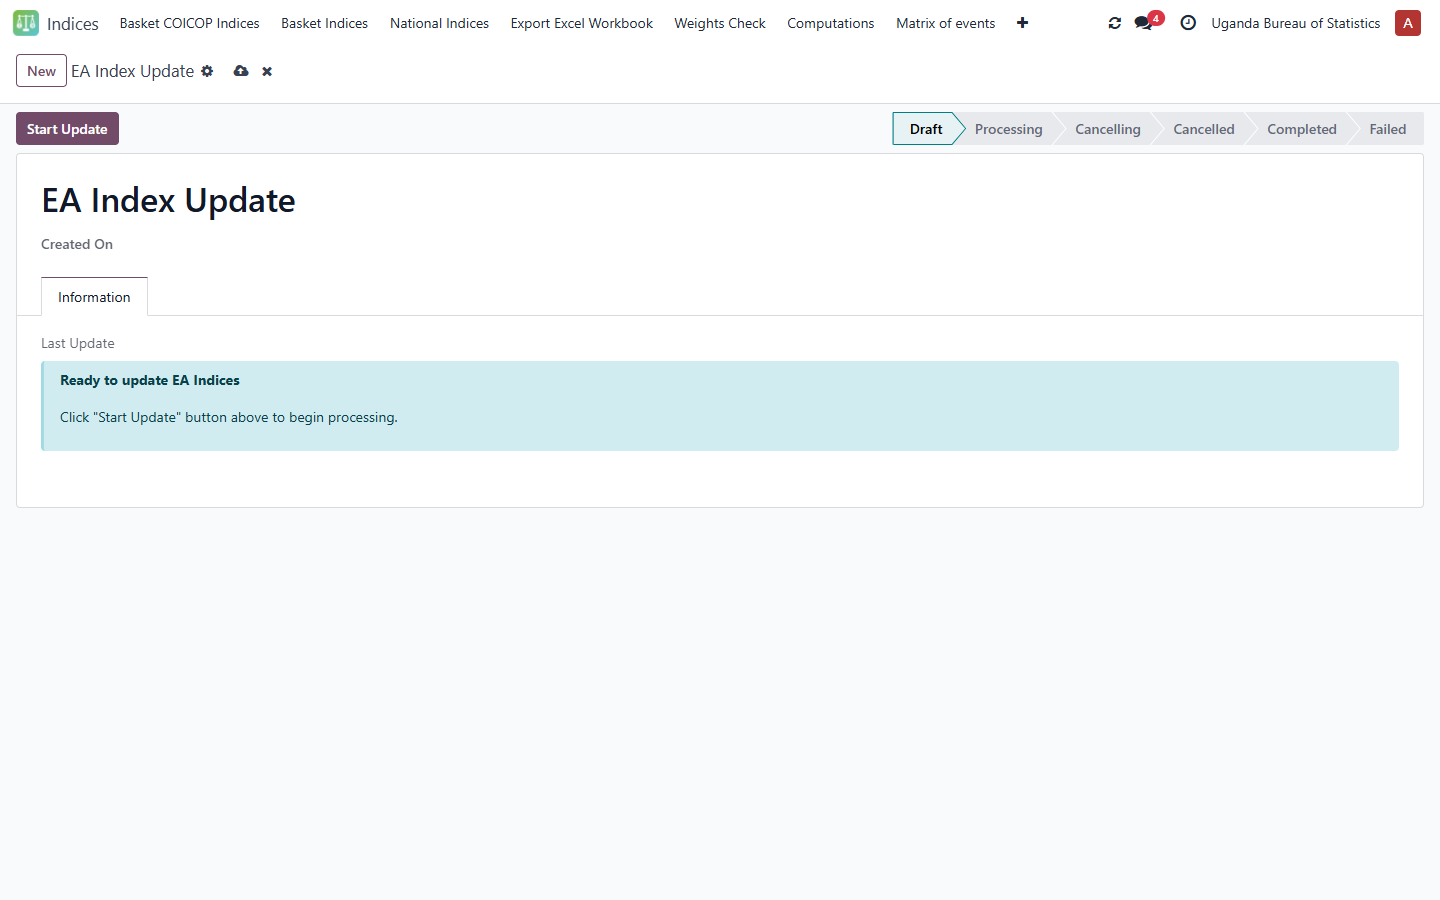 Indices
Basket COICOP Indices
Basket Indices
National Indices
Export Excel Workbook
Weights Check
Computations
Matrix of events
4
Uganda Bureau of Statistics
A
New
EA Index Update
Start Update
Draft
Processing
Cancelling
Cancelled
Completed
Failed
EA Index Update
Created On
Information
Last Update
Ready to update EA Indices
Click "Start Update" button above to begin processing.